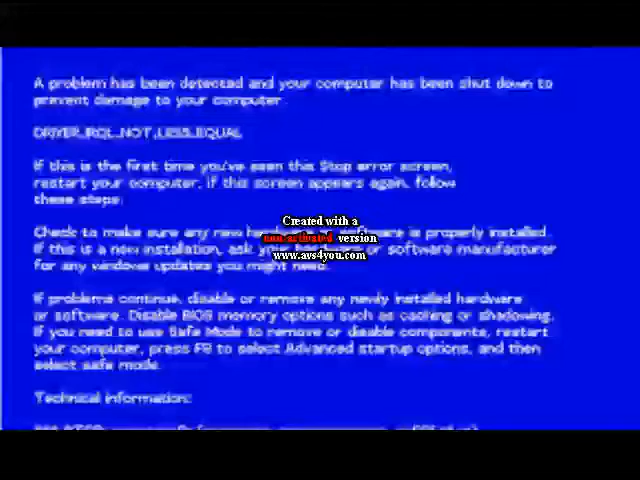 A problem has been detected and your computer has been shut down to
prevent damage to your computer.
DRIVER_IRQL_NOT_LESS_EQUAL
If this is the first time you've seen this Stop error screen,
restart your computer, if this screen appears again, follow
these steps:
Check to make sure any new software is properly installed.
If this is a new installation, ask your hardware or software manufacturer
for any windows updates you might need.
If problems continue, disable or remove any newly installed hardware
or software. Disable BIOS memory options such as caching or shadowing.
If you need to use Safe Mode to remove or disable components, restart
your computer, press F8 to select Advanced startup options, and then
select safe mode.
Technical information:
Created with a
non-activated version
www.avs4you.com